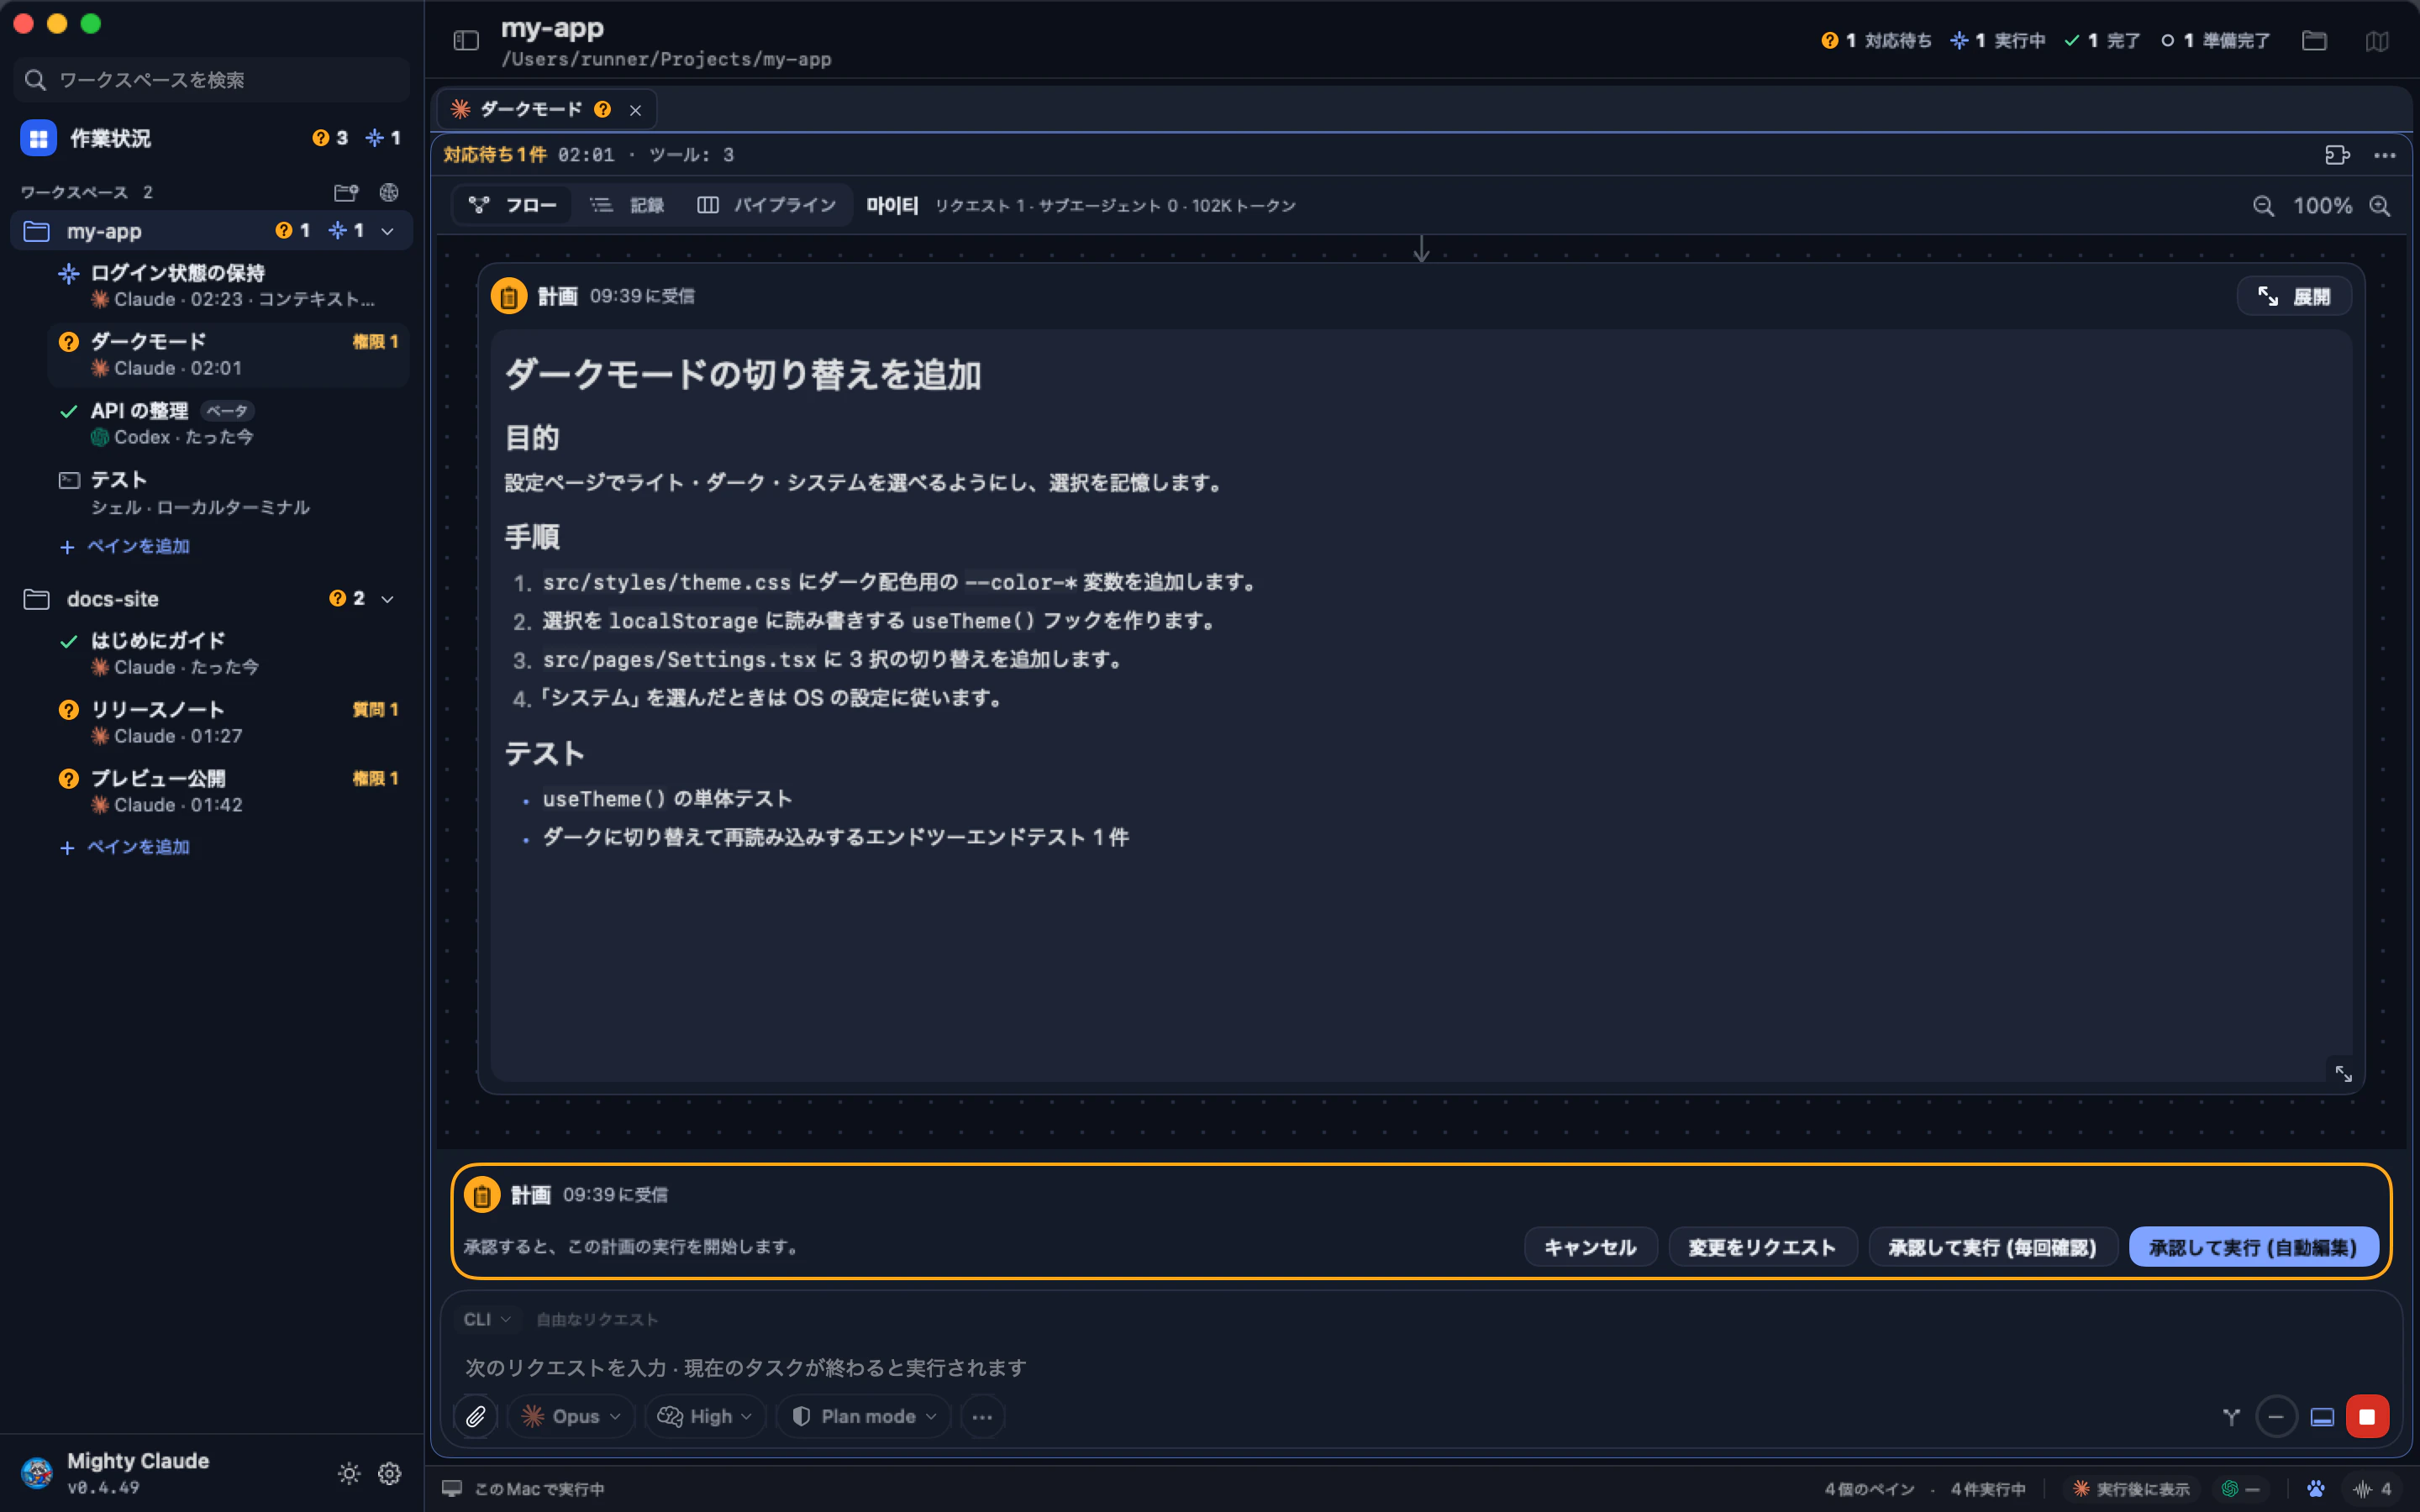 ワークスペースを検索
作業状況 3 1
ワークスペース 2
my-app 1 1
ログイン状態の保持
Claude · 02:23 · コンテキスト...
ダークモード 権限 1
Claude · 02:01
API の整理 ベータ
Codex · たった今
テスト
シェル · ローカルターミナル
+ ペインを追加
docs-site 2
はじめにガイド
Claude · たった今
リリースノート 質問 1
Claude · 01:27
プレビュー公開 権限 1
Claude · 01:42
+ ペインを追加
Mighty Claude
v0.4.49
my-app
/Users/runner/Projects/my-app
1 対応待ち 1 実行中 1 完了 1 準備完了
ダークモード
対応待ち1件 02:01 · ツール: 3
フロー 記録 パイプライン 마이티 リクエスト 1 · サブエージェント 0 · 102Kトークン
100%
計画 09:39に受信
展開
ダークモードの切り替えを追加
目的
設定ページでライト・ダーク・システムを選べるようにし、選択を記憶します。
手順
1. src/styles/theme.css にダーク配色用の --color-* 変数を追加します。
2. 選択を localStorage に読み書きする useTheme() フックを作ります。
3. src/pages/Settings.tsx に 3 択の切り替えを追加します。
4.「システム」を選んだときは OS の設定に従います。
テスト
• useTheme() の単体テスト
• ダークに切り替えて再読み込みするエンドツーエンドテスト 1 件
計画 09:39に受信
承認すると、この計画の実行を開始します。
キャンセル 変更をリクエスト 承認して実行 (毎回確認) 承認して実行 (自動編集)
CLI 自由なリクエスト
次のリクエストを入力 · 現在のタスクが終わると実行されます
Opus High Plan mode
このMacで実行中
4個のペイン · 4件実行中 実行後に表示 — 4